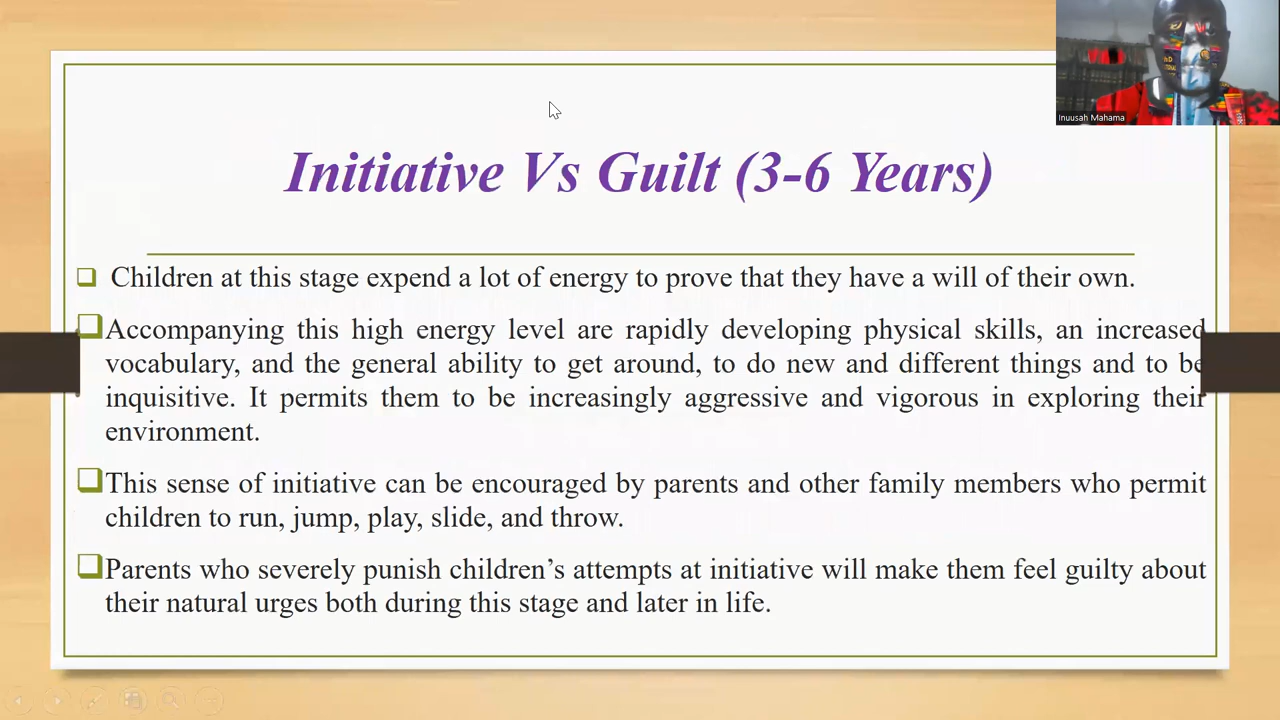 Inuusah Mahama
Initiative Vs Guilt (3-6 Years)
Children at this stage expend a lot of energy to prove that they have a will of their own.
Accompanying this high energy level are rapidly developing physical skills, an increased
vocabulary, and the general ability to get around, to do new and different things and to be
inquisitive. It permits them to be increasingly aggressive and vigorous in exploring their
environment.
This sense of initiative can be encouraged by parents and other family members who permit
children to run, jump, play, slide, and throw.
Parents who severely punish children’s attempts at initiative will make them feel guilty about
their natural urges both during this stage and later in life.